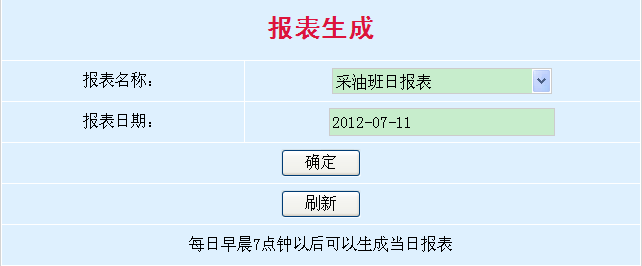 报表生成
报表名称： 采油班日报表
报表日期： 2012-07-11
确定
刷新
每日早晨7点钟以后可以生成当日报表